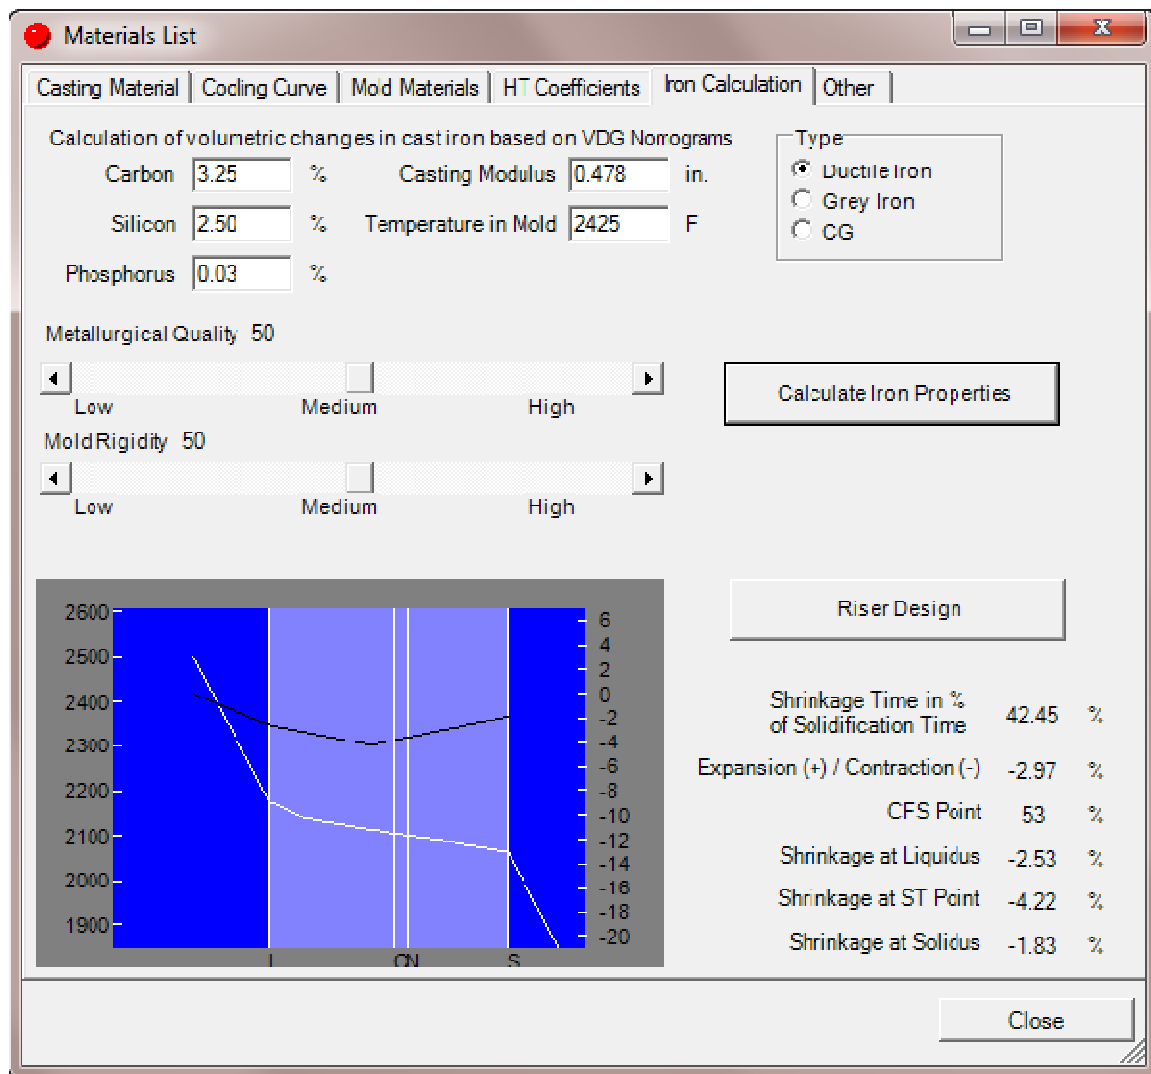 Materials List
Casting Material Cooling Curve Mold Materials HT Coefficients Iron Calculation Other
Calculation of volumetric changes in cast iron based on VDG Nomograms
Type
Carbon 3.25 % Casting Modulus 0.478 in.
Ductile Iron
Grey Iron
Silicon 2.50 % Temperature in Mold 2425 F
CG
Phosphorus 0.03 %
Metallurgical Quality 50
Low Medium High
Calculate Iron Properties
Mold Rigidity 50
Low Medium High
Riser Design
2600
2500
2400
2300
2200
2100
2000
1900
6
4
2
0
-2
-4
-6
-8
-10
-12
-14
-16
-18
-20
L CN S
Shrinkage Time in %
of Solidification Time 42.45 %
Expansion (+) / Contraction (-) -2.97 %
CFS Point 53 %
Shrinkage at Liquidus -2.53 %
Shrinkage at ST Point -4.22 %
Shrinkage at Solidus -1.83 %
Close